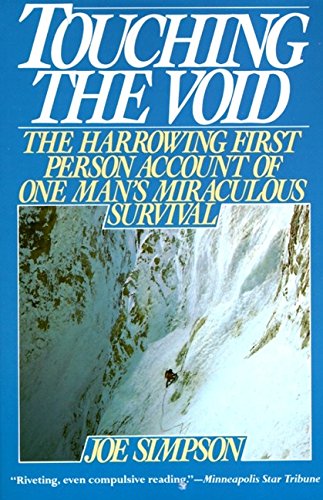 TOUCHING
THE VOID
THE HARROWING FIRST
PERSON ACCOUNT OF
ONE MAN'S MIRACULOUS
SURVIVAL
JOE SIMPSON
“Riveting, even compulsive reading.”—Minneapolis Star Tribune